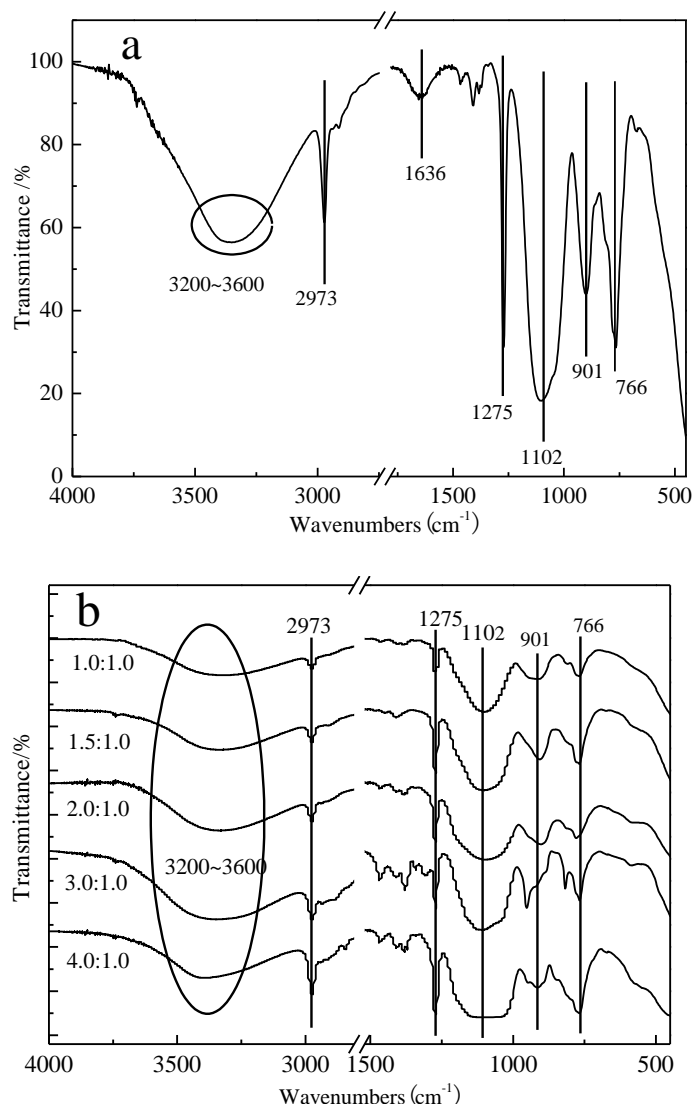 a
100
80
60
40
20
0
Transmittance /%
3200~3600
2973
1636
1275
1102
901
766
4000 3500 3000 1500 1000 500
Wavenumbers (cm-1)
b
2973 1275 1102 901 766
1.0:1.0
1.5:1.0
2.0:1.0
3.0:1.0
4.0:1.0
3200~3600
Transmittance/%
4000 3500 3000 1500 1000 500
Wavenumbers (cm-1)